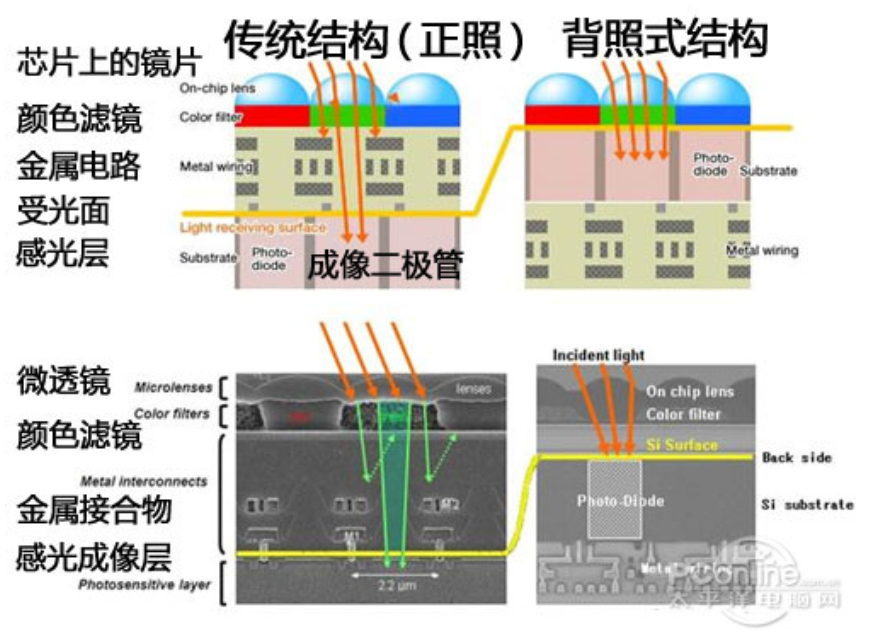 传统结构（正照） 背照式结构
芯片上的镜片
On-chip lens
颜色滤镜
Color filter
金属电路
Metal wiring
受光面
Light receiving surface
感光层
Substrate
Photo-
diode
成像二极管
Photo-
diode
Substrate
Metal wiring
微透镜
Microlenses
lenses
Color filters
颜色滤镜
Metal interconnects
金属接合物
感光成像层
Photosensitive layer
M1
M2
2.2 μm
Incident light
On chip lens
Color filter
Si Surface
Back side
Photo-Diode
Si substrate
Metal wiring
PConline
.com.cn
太平洋电脑网